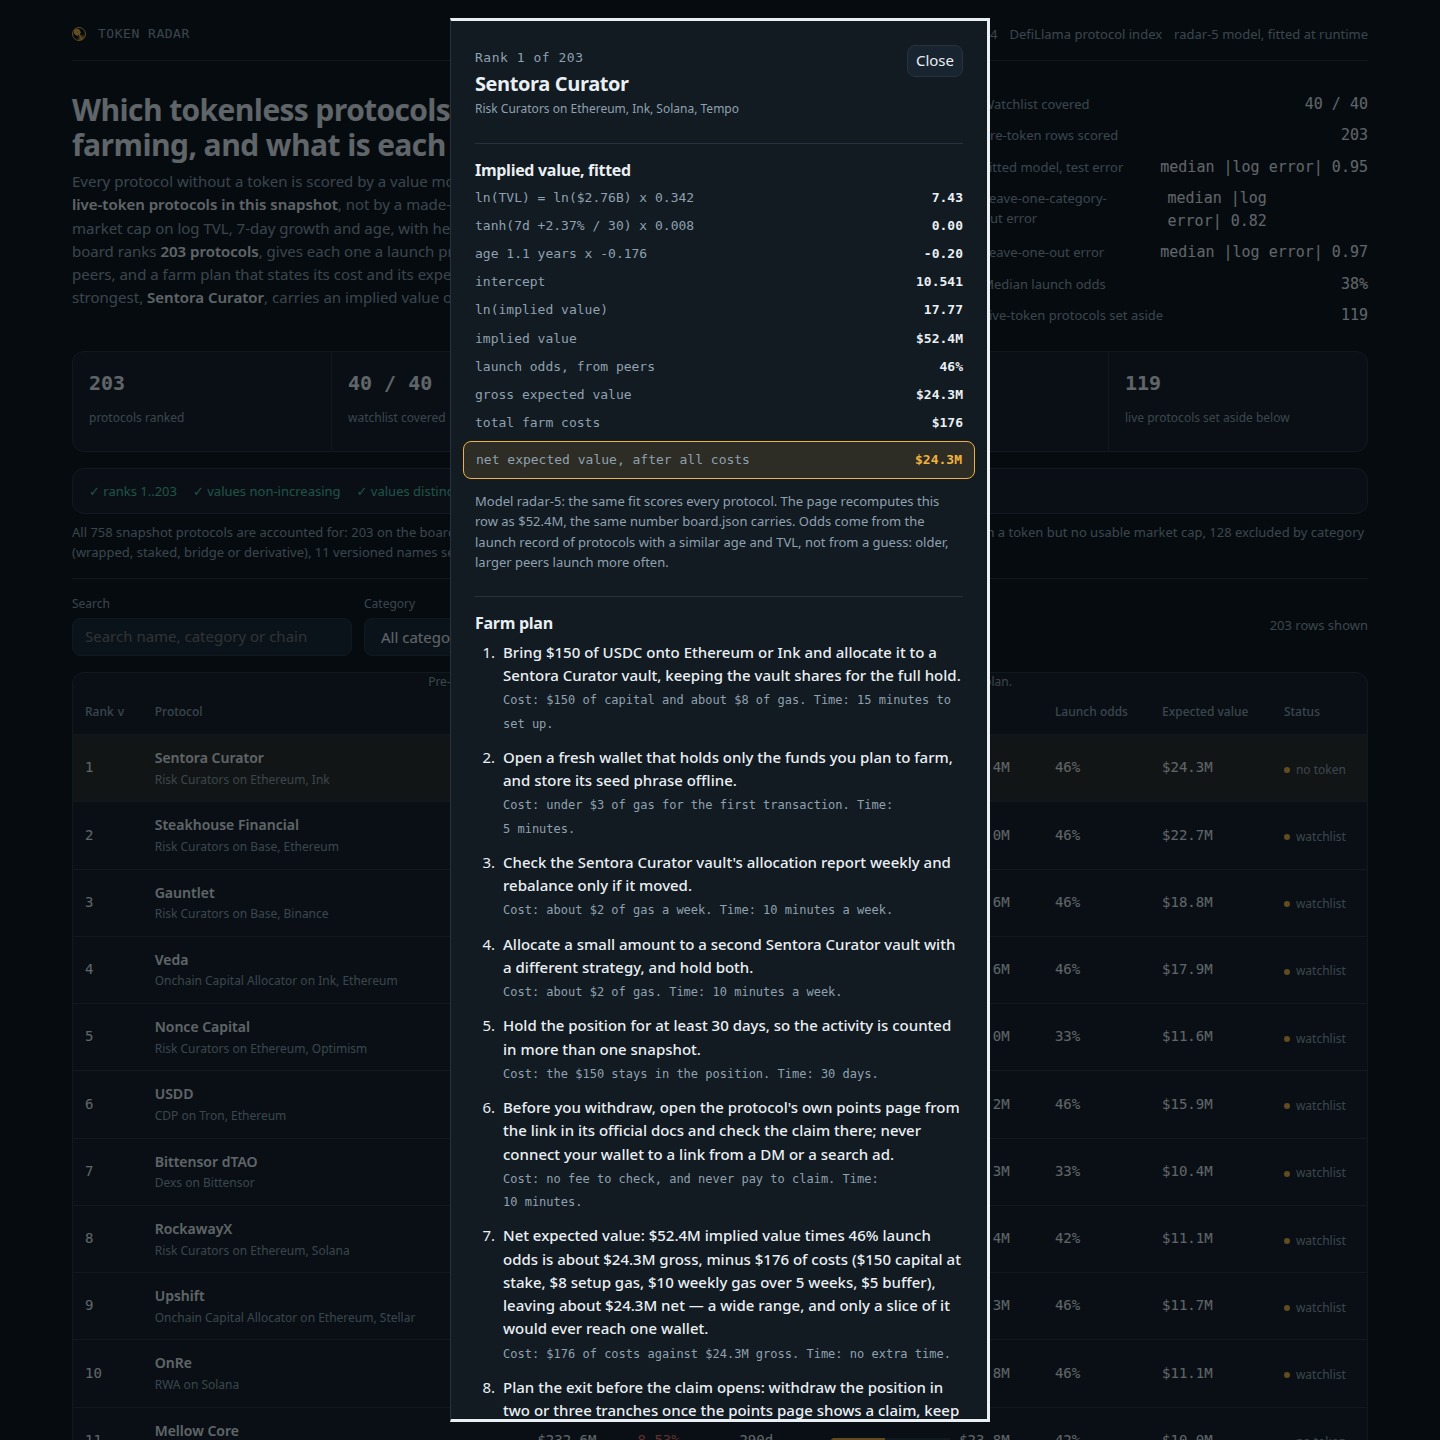 TOKEN RADAR
4 DefiLlama protocol index radar-5 model, fitted at runtime
Which tokenless protocols
farming, and what is each
Every protocol without a token is scored by a value
live-token protocols in this snapshot, not by a made-
market cap on log TVL, 7-day growth and age, with
board ranks 203 protocols, gives each one a launch
peers, and a farm plan that states its cost and its
strongest, Sentora Curator, carries an implied value
Watchlist covered 40 / 40
rows scored 203
model, test error median |log error| 0.95
median |log
error| 0.82
error
error median |log error| 0.97
Median launch odds 38%
token protocols set aside 119
203
protocols ranked
40 / 40
watchlist covered
119
live protocols set aside below
✓ ranks 1..203 ✓ values non-increasing ✓ values
All 758 snapshot protocols are accounted for: 203 on the
a token but no usable market cap, 128 excluded by category
(wrapped, staked, bridge or derivative), 11 versioned names
Search
Category
Search name, category or chain
All
203 rows shown
Rank v Protocol Launch odds Expected value Status
1 Sentora Curator 4M 46% $24.3M no token
Risk Curators on Ethereum, Ink
2 Steakhouse Financial 0M 46% $22.7M watchlist
Risk Curators on Base, Ethereum
3 Gauntlet 6M 46% $18.8M watchlist
Risk Curators on Base, Binance
4 Veda 6M 46% $17.9M watchlist
Onchain Capital Allocator on Ink, Ethereum
5 Nonce Capital 0M 33% $11.6M watchlist
Risk Curators on Ethereum, Optimism
6 USDD 2M 46% $15.9M watchlist
CDP on Tron, Ethereum
7 Bittensor dTAO 3M 33% $10.4M watchlist
Dexs on Bittensor
8 RockawayX 4M 42% $11.1M watchlist
Risk Curators on Ethereum, Solana
9 Upshift 3M 46% $11.7M watchlist
Onchain Capital Allocator on Ethereum, Stellar
10 OnRe 8M 46% $11.1M watchlist
RWA on Solana
Mellow Core
Rank 1 of 203
Close
Sentora Curator
Risk Curators on Ethereum, Ink, Solana, Tempo
Implied value, fitted
ln(TVL) = ln($2.76B) x 0.342 7.43
tanh(7d +2.37% / 30) x 0.008 0.00
age 1.1 years x -0.176 -0.20
intercept 10.541
ln(implied value) 17.77
implied value $52.4M
launch odds, from peers 46%
gross expected value $24.3M
total farm costs $176
net expected value, after all costs $24.3M
Model radar-5: the same fit scores every protocol. The page recomputes this
row as $52.4M, the same number board.json carries. Odds come from the
launch record of protocols with a similar age and TVL, not from a guess: older,
larger peers launch more often.
Farm plan
1. Bring $150 of USDC onto Ethereum or Ink and allocate it to a
Sentora Curator vault, keeping the vault shares for the full hold.
Cost: $150 of capital and about $8 of gas. Time: 15 minutes to
set up.
2. Open a fresh wallet that holds only the funds you plan to farm,
and store its seed phrase offline.
Cost: under $3 of gas for the first transaction. Time:
5 minutes.
3. Check the Sentora Curator vault's allocation report weekly and
rebalance only if it moved.
Cost: about $2 of gas a week. Time: 10 minutes a week.
4. Allocate a small amount to a second Sentora Curator vault with
a different strategy, and hold both.
Cost: about $2 of gas. Time: 10 minutes a week.
5. Hold the position for at least 30 days, so the activity is counted
in more than one snapshot.
Cost: the $150 stays in the position. Time: 30 days.
6. Before you withdraw, open the protocol's own points page from
the link in its official docs and check the claim there; never
connect your wallet to a link from a DM or a search ad.
Cost: no fee to check, and never pay to claim. Time:
10 minutes.
7. Net expected value: $52.4M implied value times 46% launch
odds is about $24.3M gross, minus $176 of costs ($150 capital at
stake, $8 setup gas, $10 weekly gas over 5 weeks, $5 buffer),
leaving about $24.3M net — a wide range, and only a slice of it
would ever reach one wallet.
Cost: $176 of costs against $24.3M gross. Time: no extra time.
8. Plan the exit before the claim opens: withdraw the position in
two or three tranches once the points page shows a claim, keep